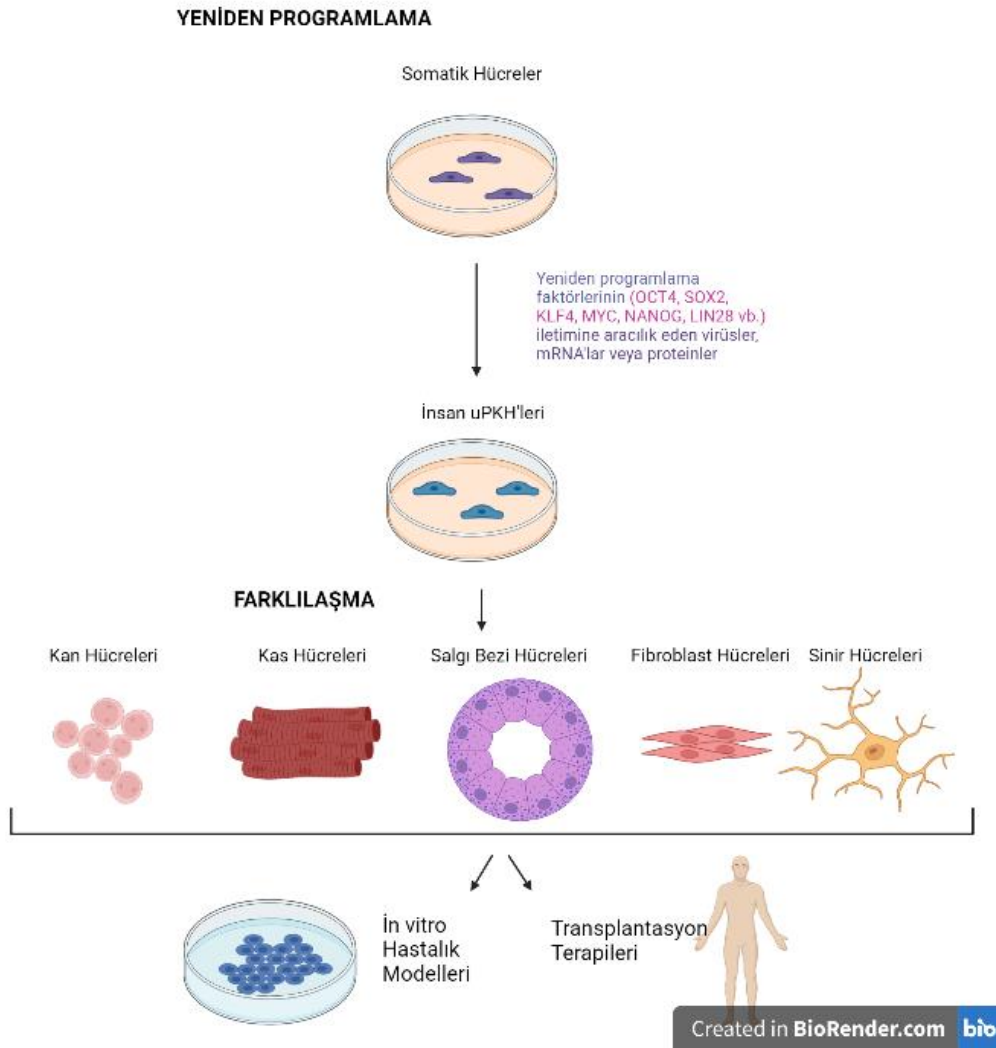 YENİDEN PROGRAMLAMA
Somatik Hücreler
Yeniden programlama
faktörlerinin (OCT4, SOX2,
KLF4, MYC, NANOG, LIN28 vb.)
iletimine aracılık eden virüsler,
mRNA'lar veya proteinler
İnsan uPKH'leri
FARKLILAŞMA
Kan Hücreleri
Kas Hücreleri
Salgı Bezi Hücreleri
Fibroblast Hücreleri
Sinir Hücreleri
İn vitro
Hastalık
Modelleri
Transplantasyon
Terapileri
Created in BioRender.com bio